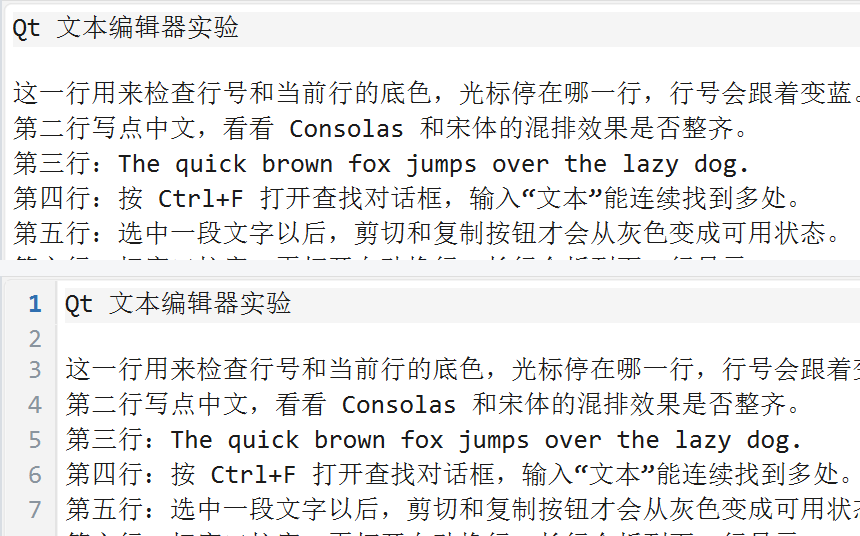 Qt 文本编辑器实验
这一行用来检查行号和当前行的底色，光标停在哪一行，行号会跟着变蓝。
第二行写点中文，看看 Consolas 和宋体的混排效果是否整齐。
第三行：The quick brown fox jumps over the lazy dog.
第四行：按 Ctrl+F 打开查找对话框，输入“文本”能连续找到多处。
第五行：选中一段文字以后，剪切和复制按钮才会从灰色变成可用状态。
1 Qt 文本编辑器实验
2
3 这一行用来检查行号和当前行的底色，光标停在哪一行，行号会跟着
4 第二行写点中文，看看 Consolas 和宋体的混排效果是否整齐。
5 第三行：The quick brown fox jumps over the lazy dog.
6 第四行：按 Ctrl+F 打开查找对话框，输入“文本”能连续找到多处。
7 第五行：选中一段文字以后，剪切和复制按钮才会从灰色变成可用状